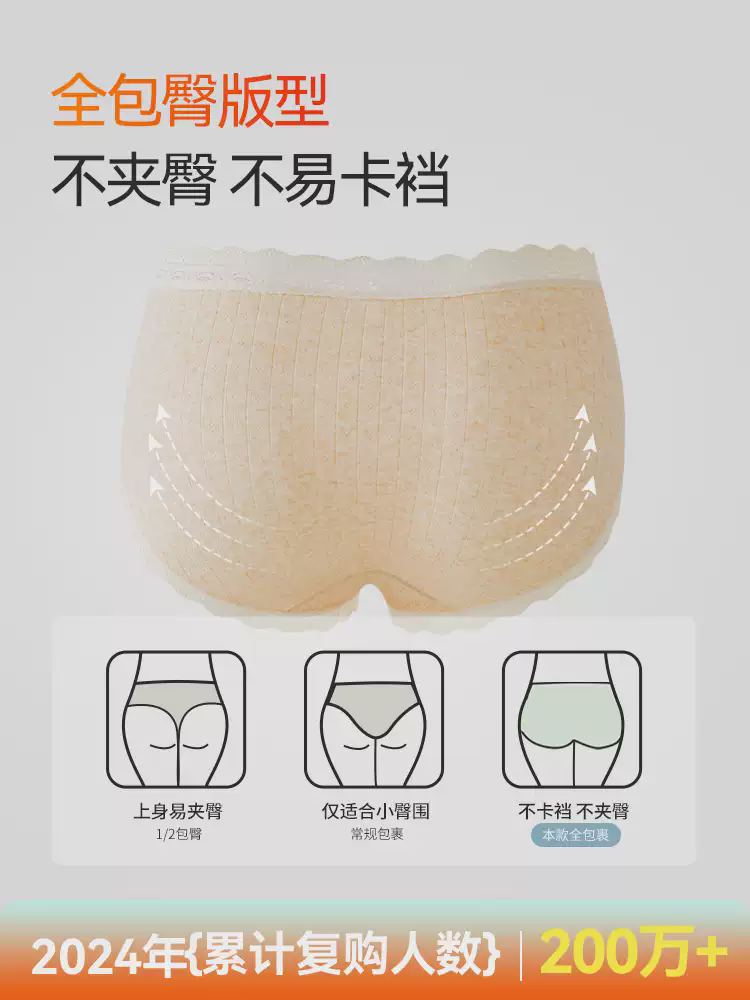 全包臀版型
不夹臀 不易卡裆
上身易夹臀
1/2包臀
仅适合小臀围
常规包裹
不卡裆 不夹臀
本款全包裹
2024年{累计复购人数} 200万+